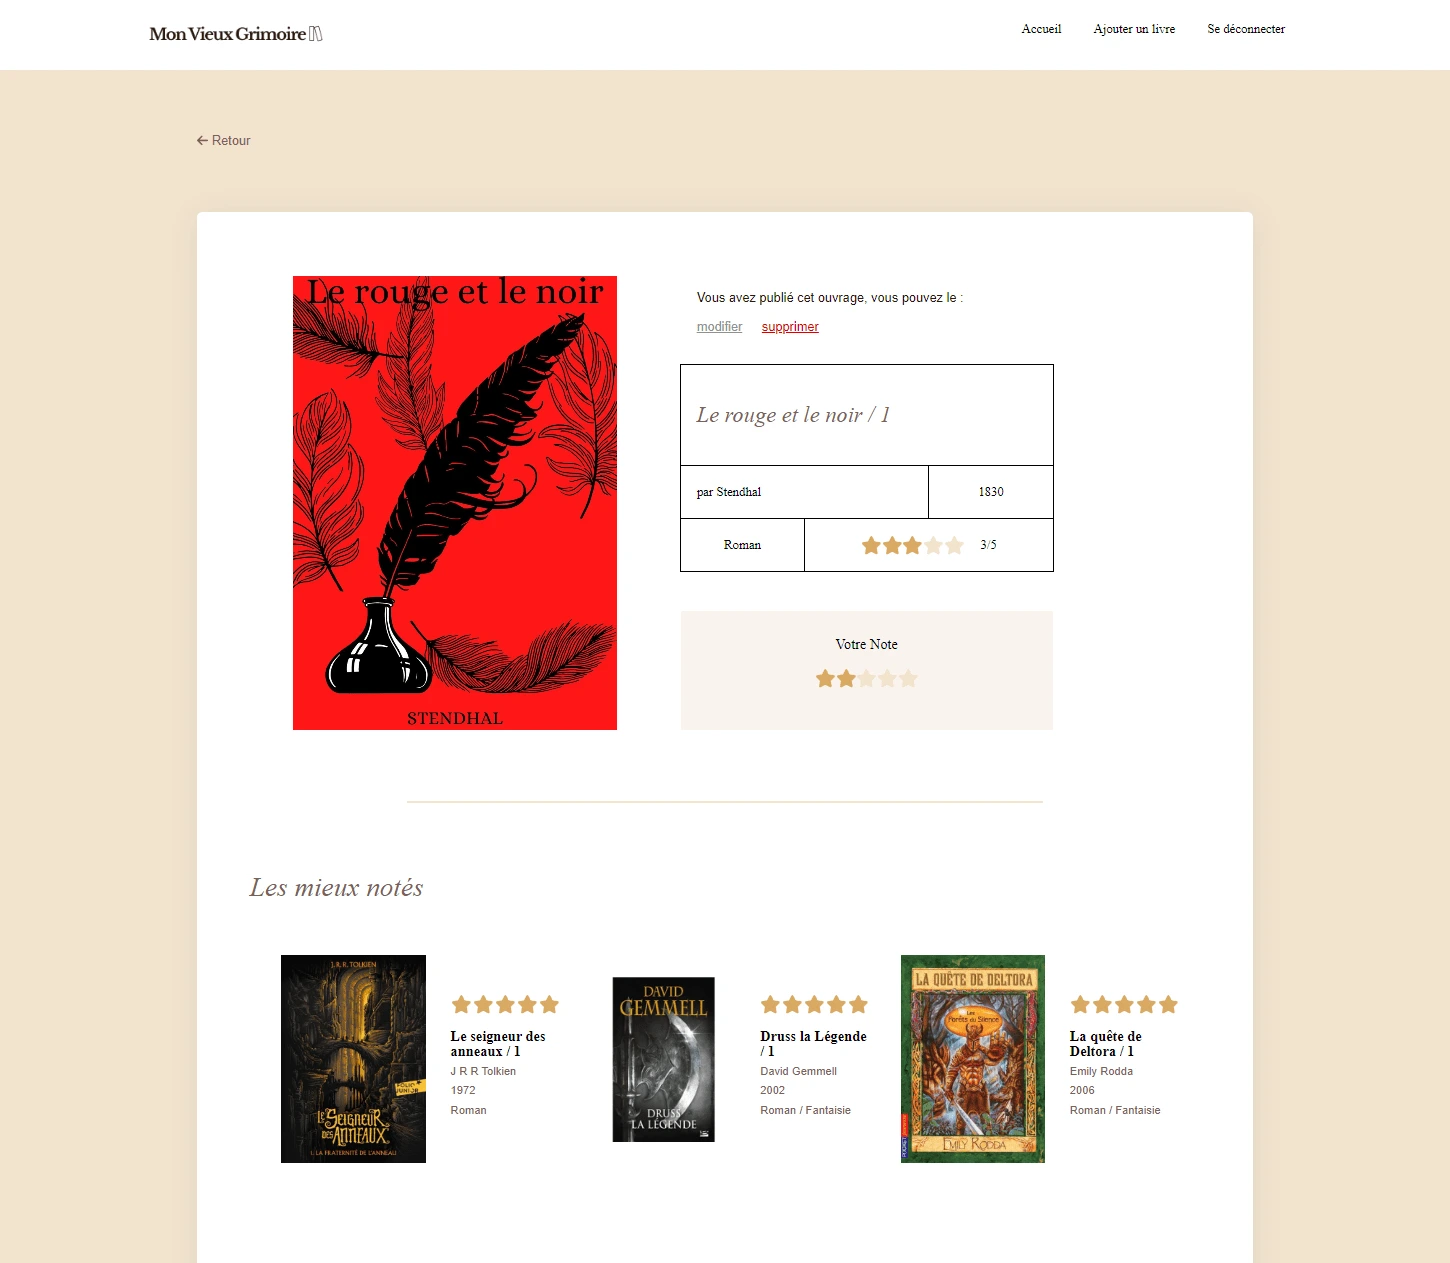 Mon Vieux Grimoire
Accueil
Ajouter un livre
Se déconnecter
Retour
Le rouge et le noir
STENDHAL
Vous avez publié cet ouvrage, vous pouvez le :
modifier supprimer
Le rouge et le noir / 1
par Stendhal
1830
Roman
3/5
Votre Note
Les mieux notés
J. R. R. TOLKIEN
FOLIO
JUNIOR
LE SEIGNEUR
DES ANNEAUX
1. LA FRATERNITÉ DE L'ANNEAU
Le seigneur des
anneaux / 1
J R R Tolkien
1972
Roman
DAVID
GEMMELL
DRUSS
LA LÉGENDE
Druss la Légende
/ 1
David Gemmell
2002
Roman / Fantaisie
LA QUÊTE DE DELTORA
Les
Forêts du Silence
EMILY RODDA
La quête de
Deltora / 1
Emily Rodda
2006
Roman / Fantaisie